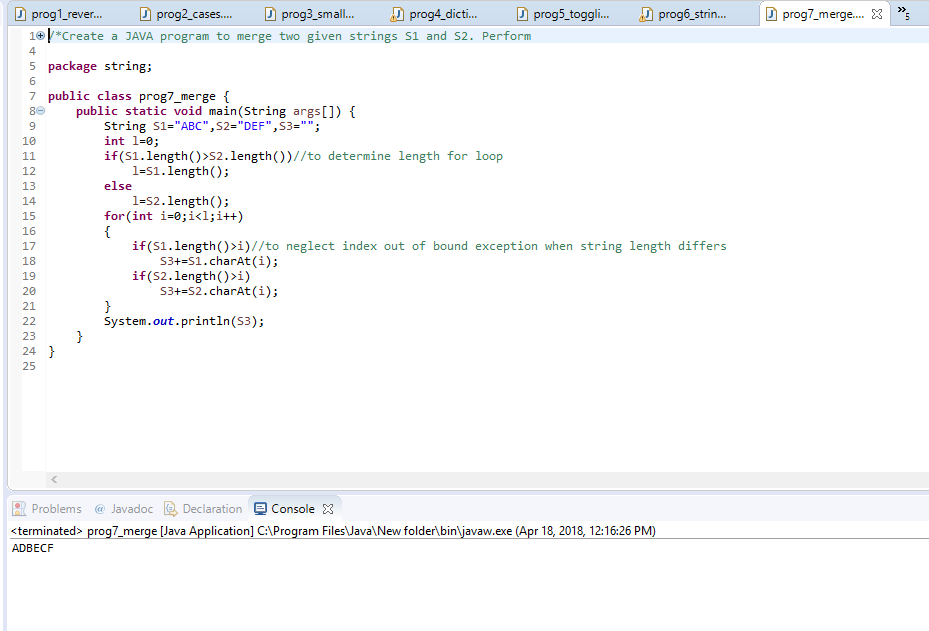 prog1_rever... prog2_cases.... prog3_small... prog4_dicti... prog5_toggli... prog6_strin... prog7_merge.... »5
1 /*Create a JAVA program to merge two given strings S1 and S2. Perform
4
5 package string;
6
7 public class prog7_merge {
8 public static void main(String args[]) {
9 String S1="ABC",S2="DEF",S3="";
10 int l=0;
11 if(S1.length()>S2.length())//to determine length for loop
12 l=S1.length();
13 else
14 l=S2.length();
15 for(int i=0;i<l;i++)
16 {
17 if(S1.length()>i)//to neglect index out of bound exception when string length differs
18 S3+=S1.charAt(i);
19 if(S2.length()>i)
20 S3+=S2.charAt(i);
21 }
22 System.out.println(S3);
23 }
24 }
25
Problems @ Javadoc Declaration Console
<terminated> prog7_merge [Java Application] C:\Program Files\Java\New folder\bin\javaw.exe (Apr 18, 2018, 12:16:26 PM)
ADBECF